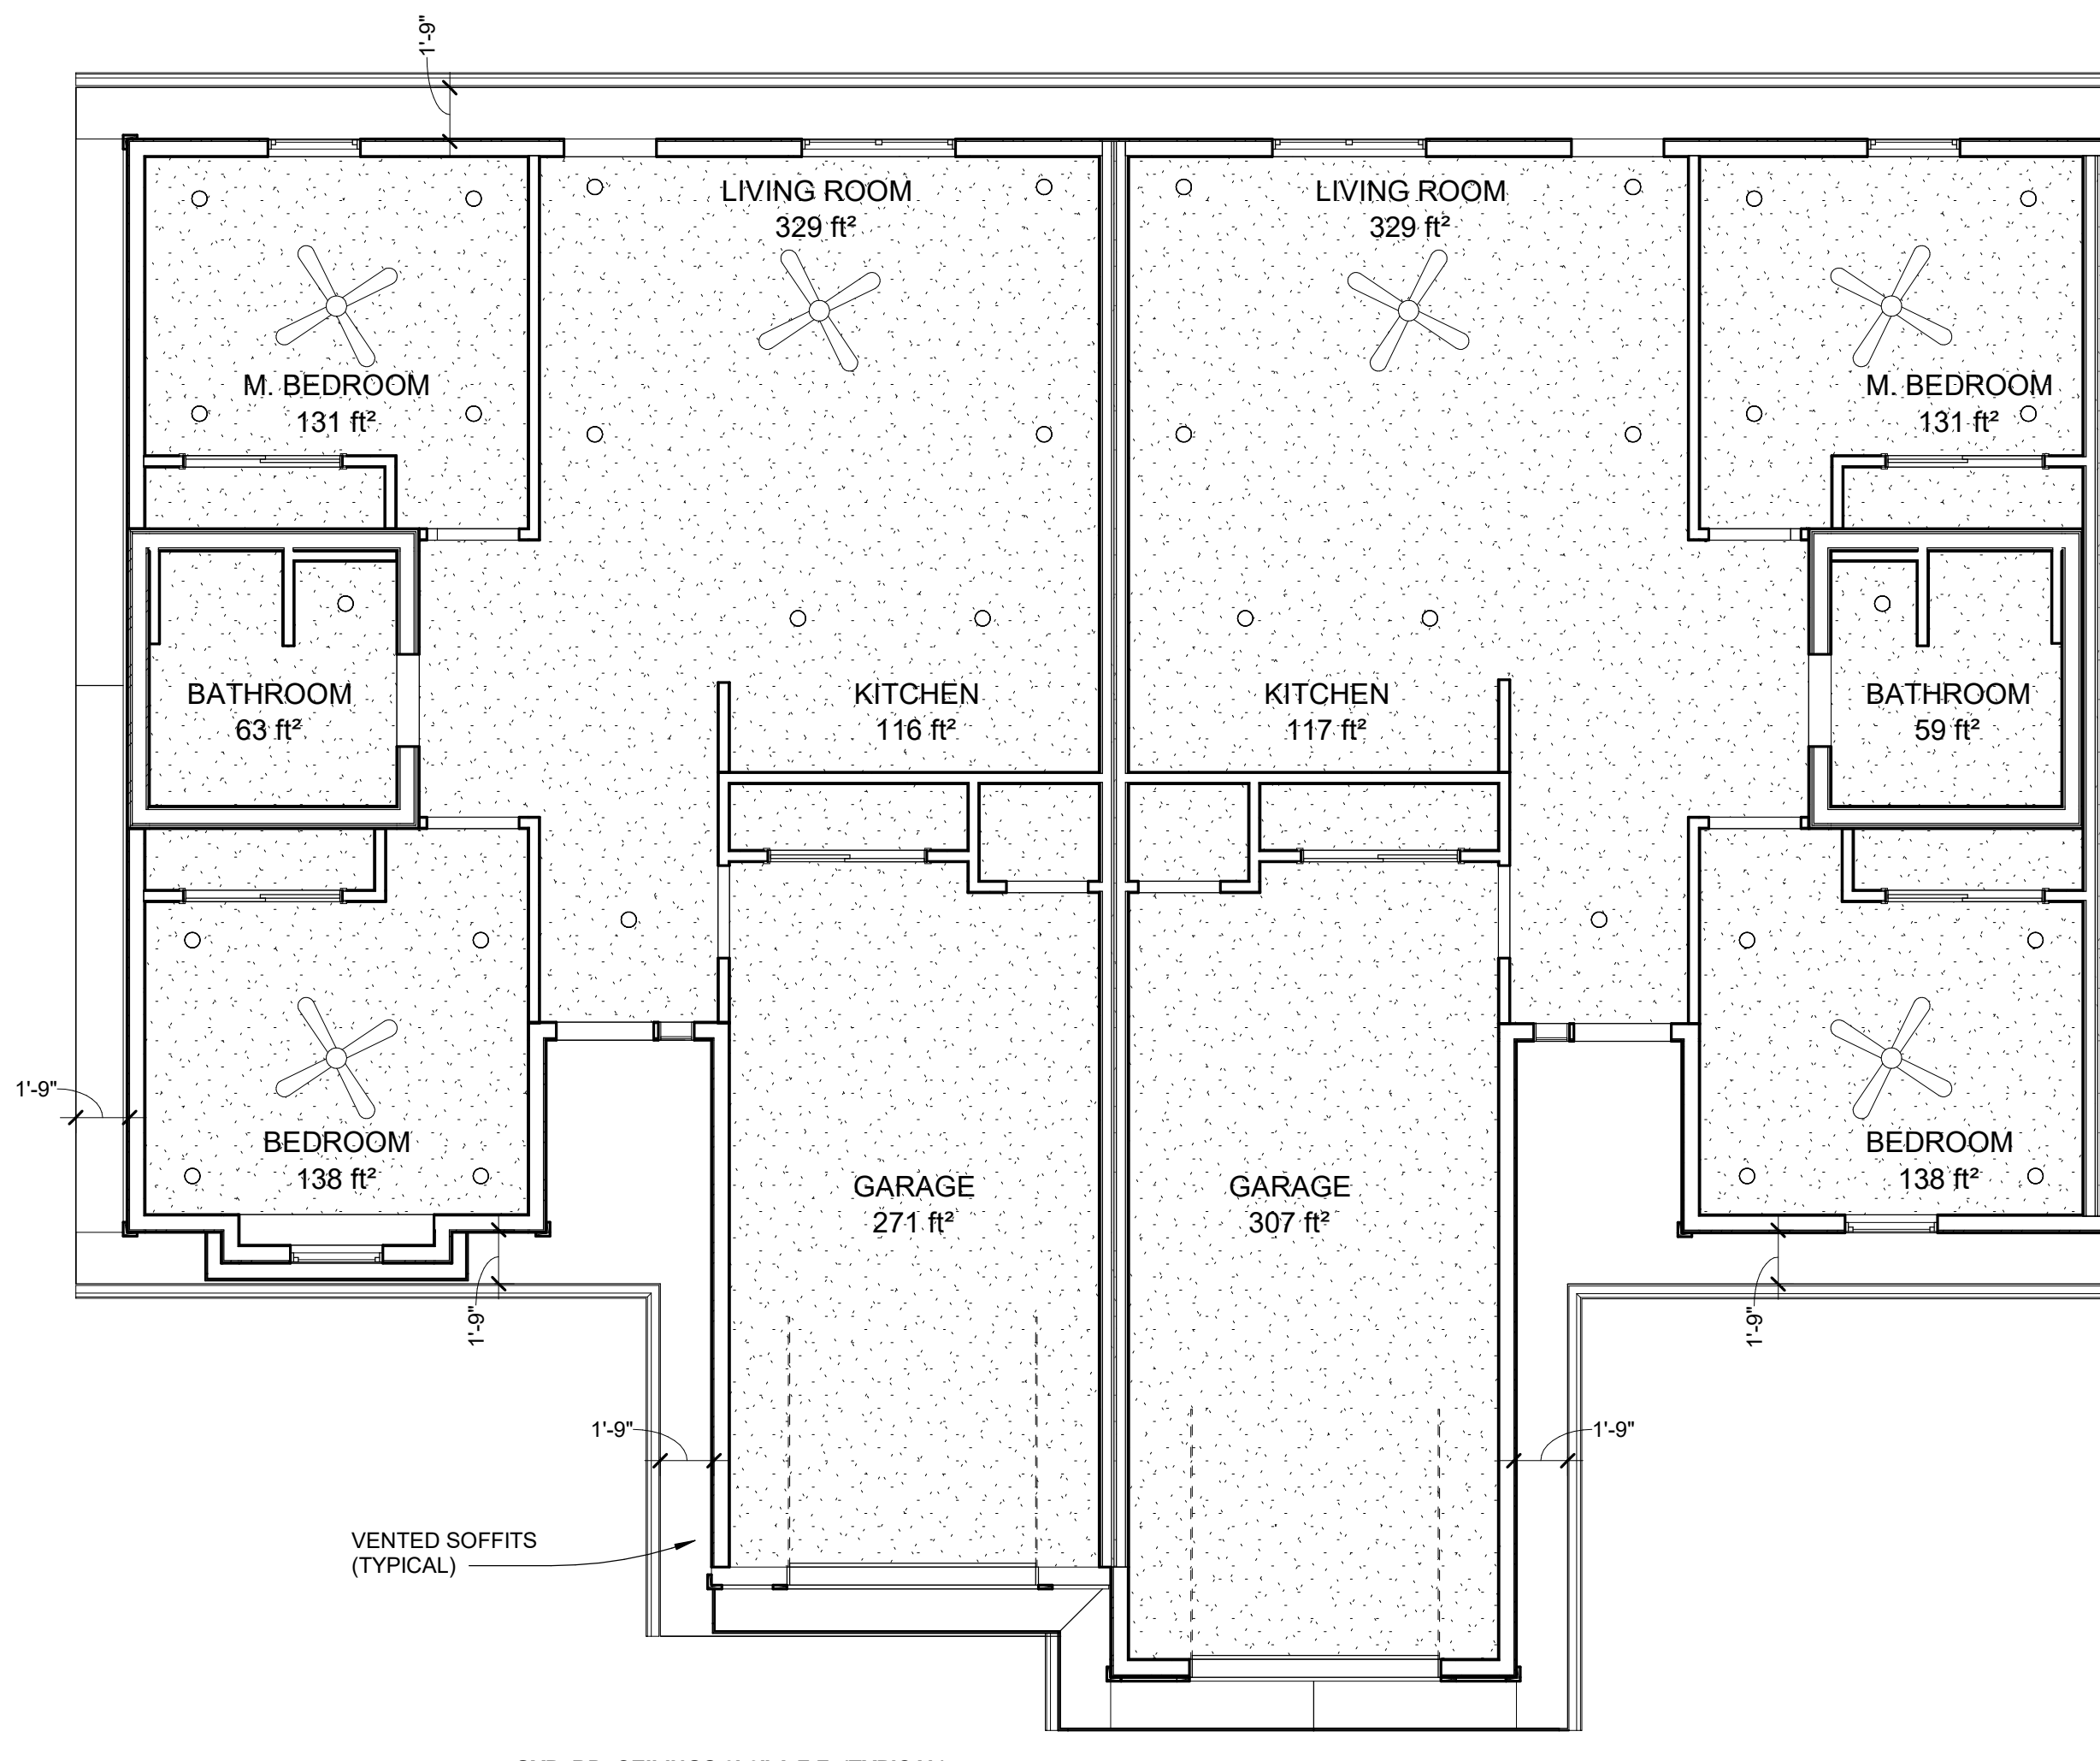 1'-9"
LIVING ROOM
329 ft²
LIVING ROOM
329 ft²
M. BEDROOM
131 ft²
M. BEDROOM
131 ft²
BATHROOM
63 ft²
KITCHEN
116 ft²
KITCHEN
117 ft²
BATHROOM
59 ft²
1'-9"
BEDROOM
138 ft²
GARAGE
271 ft²
GARAGE
307 ft²
BEDROOM
138 ft²
1'-9"
1'-9"
1'-9"
1'-9"
VENTED SOFFITS
(TYPICAL)